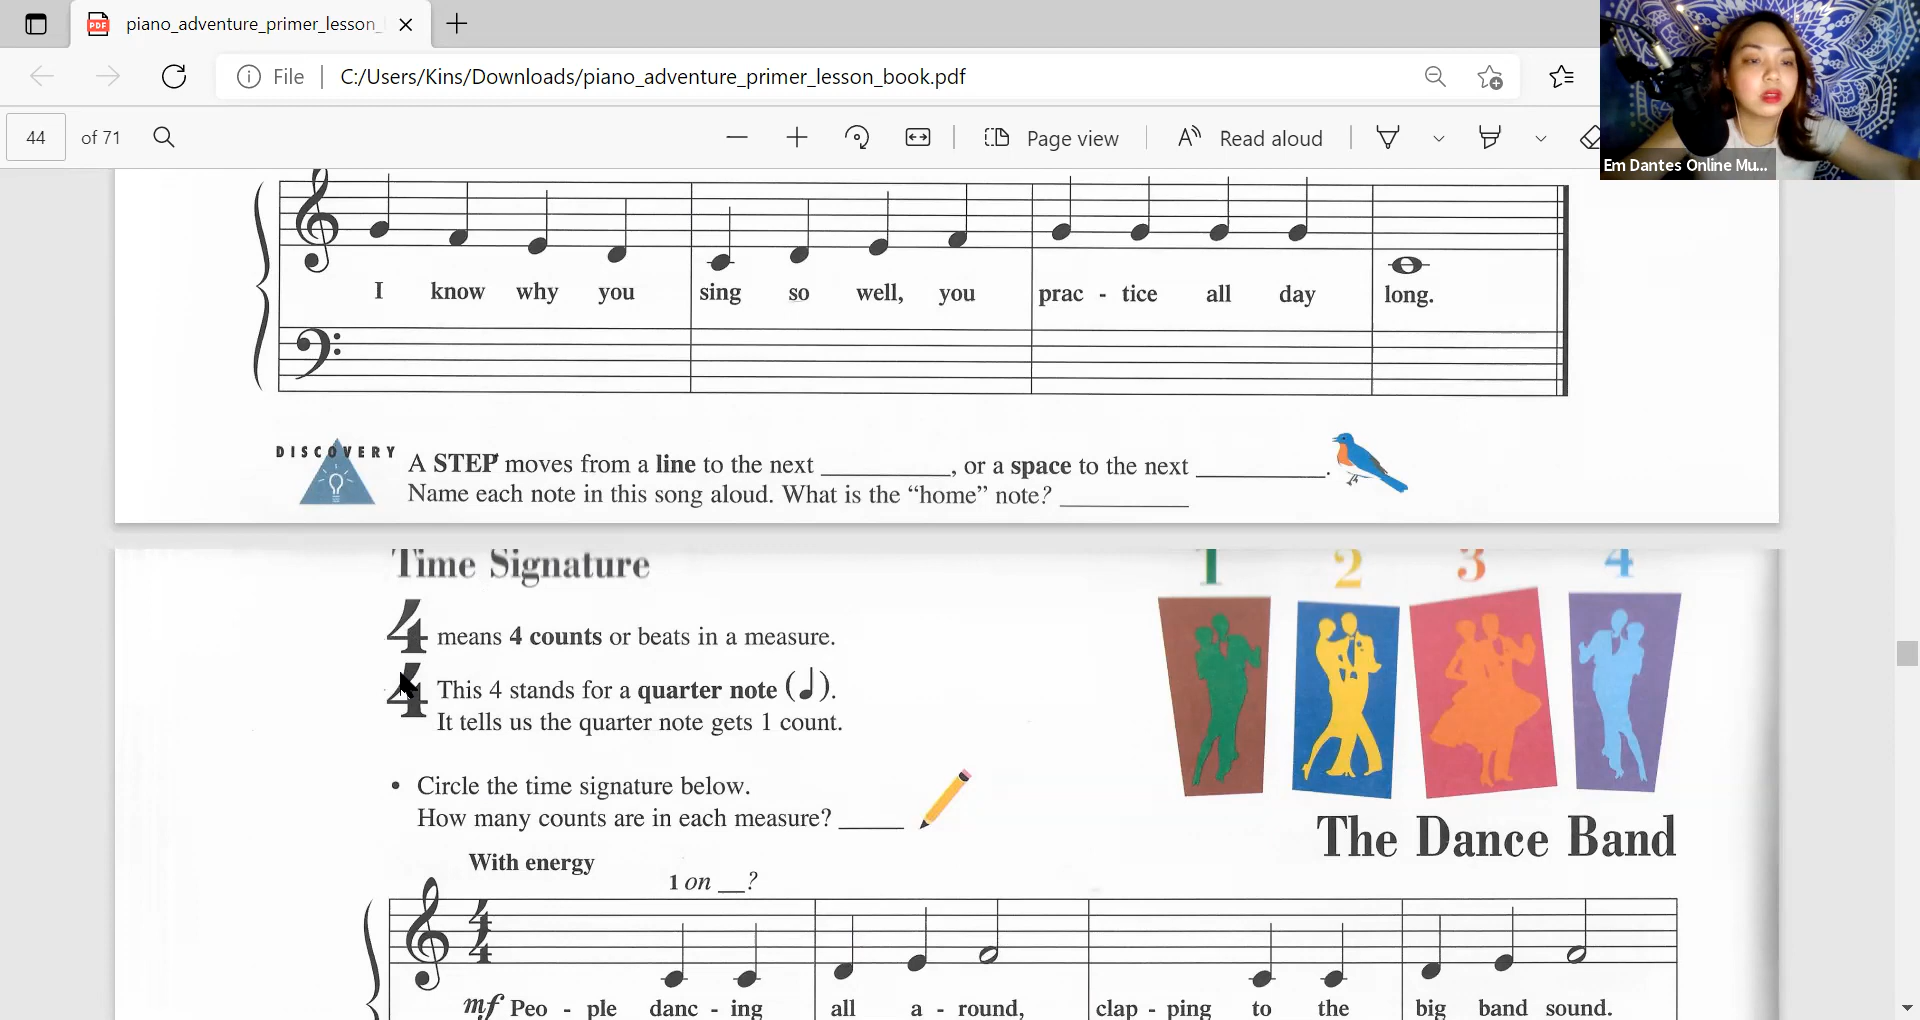 piano_adventure_primer_lesson_
File
C:/Users/Kins/Downloads/piano_adventure_primer_lesson_book.pdf
44 of 71
Page view
Read aloud
Em Dantes Online Mu...
I know why you sing so well, you prac - tice all day long.
DISCOVERY
A STEP moves from a line to the next ____________, or a space to the next ____________.
Name each note in this song aloud. What is the “home” note? ____________
Time Signature
1 2 3 4
4 means 4 counts or beats in a measure.
4 This 4 stands for a quarter note (♩).
It tells us the quarter note gets 1 count.
• Circle the time signature below.
How many counts are in each measure? _____
The Dance Band
With energy
1 on __?
4
4
mf Peo - ple danc - ing all a - round, clap - ping to the big band sound.